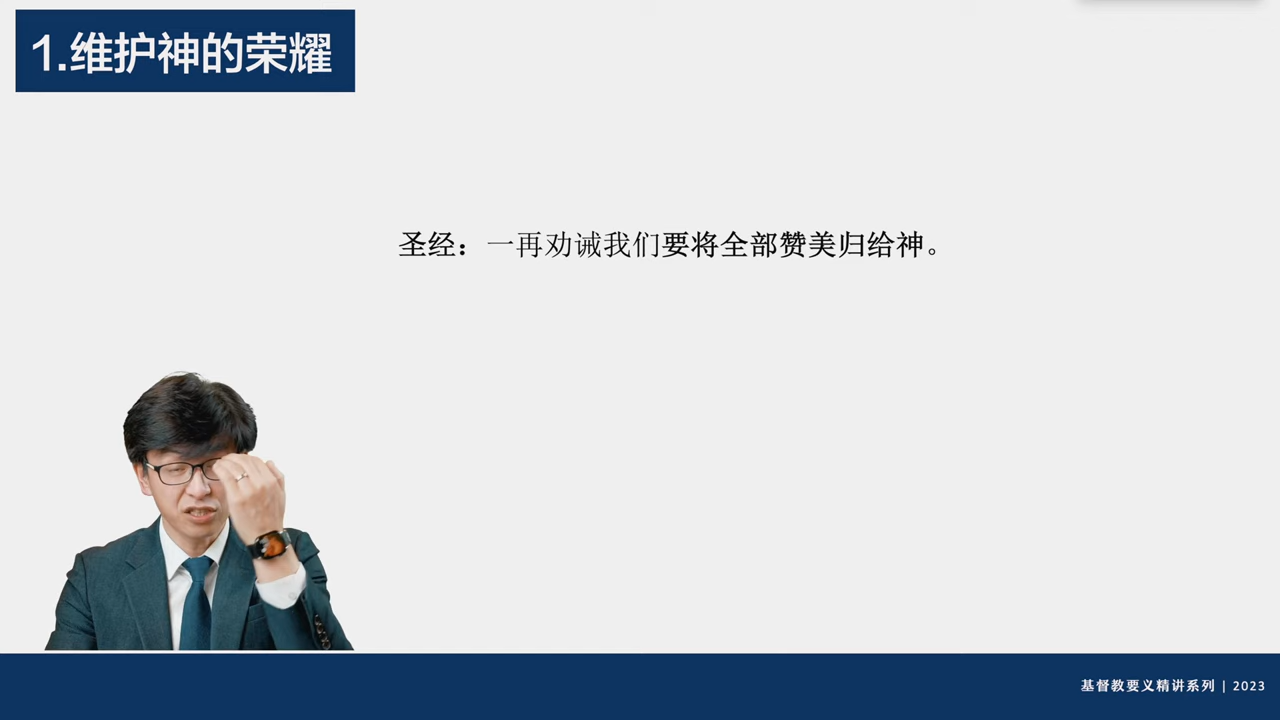 1.维护神的荣耀
圣经：一再劝诫我们要将全部赞美归给神。
基督教要义精讲系列 | 2023